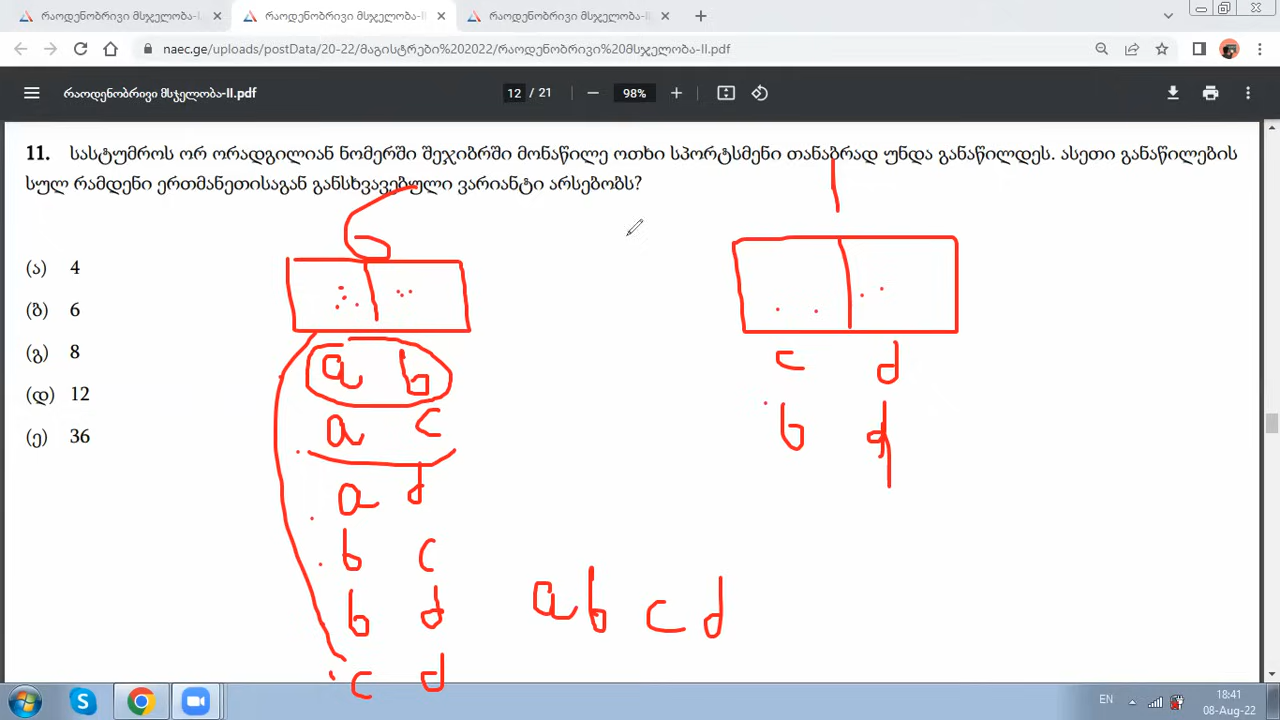 რაოდენობრივი მსჯელობა-I.
რაოდენობრივი მსჯელობა-II
რაოდენობრივი მსჯელობა-II
naec.ge/uploads/postData/20-22/მაგისტრები%202022/რაოდენობრივი%20მსჯელობა-II.pdf
რაოდენობრივი მსჯელობა-II.pdf
12 / 21
98%
11. სასტუმროს ორ ორადგილიან ნომერში შეჯიბრში მონაწილე ოთხი სპორტსმენი თანაბრად უნდა განაწილდეს. ასეთი განაწილების
სულ რამდენი ერთმანეთისაგან განსხვავებული ვარიანტი არსებობს?
(ა) 4
(ბ) 6
(გ) 8
(დ) 12
(ე) 36
a b
c d
a c
b d
a d
b c
b d
a b c d
c d
EN
18:41
08-Aug-22